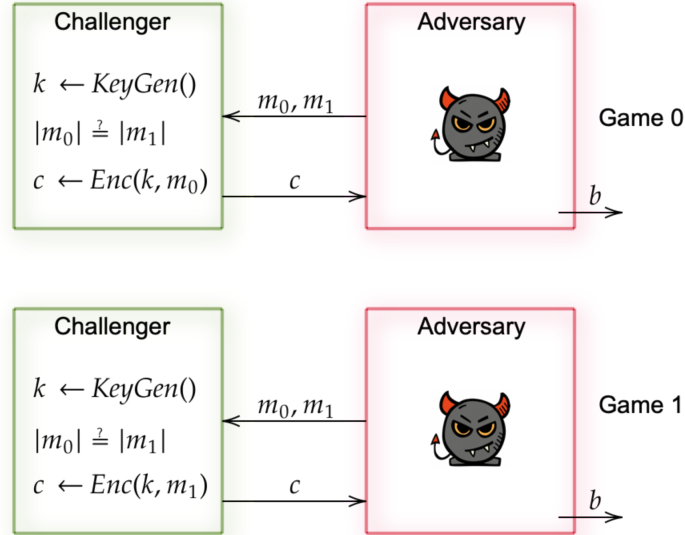 Challenger
Adversary
k ← KeyGen()
m₀, m₁
|m₀| ≟ |m₁|
Game 0
c ← Enc(k, m₀)
c
b
Challenger
Adversary
k ← KeyGen()
m₀, m₁
Game 1
|m₀| ≟ |m₁|
c ← Enc(k, m₁)
c
b